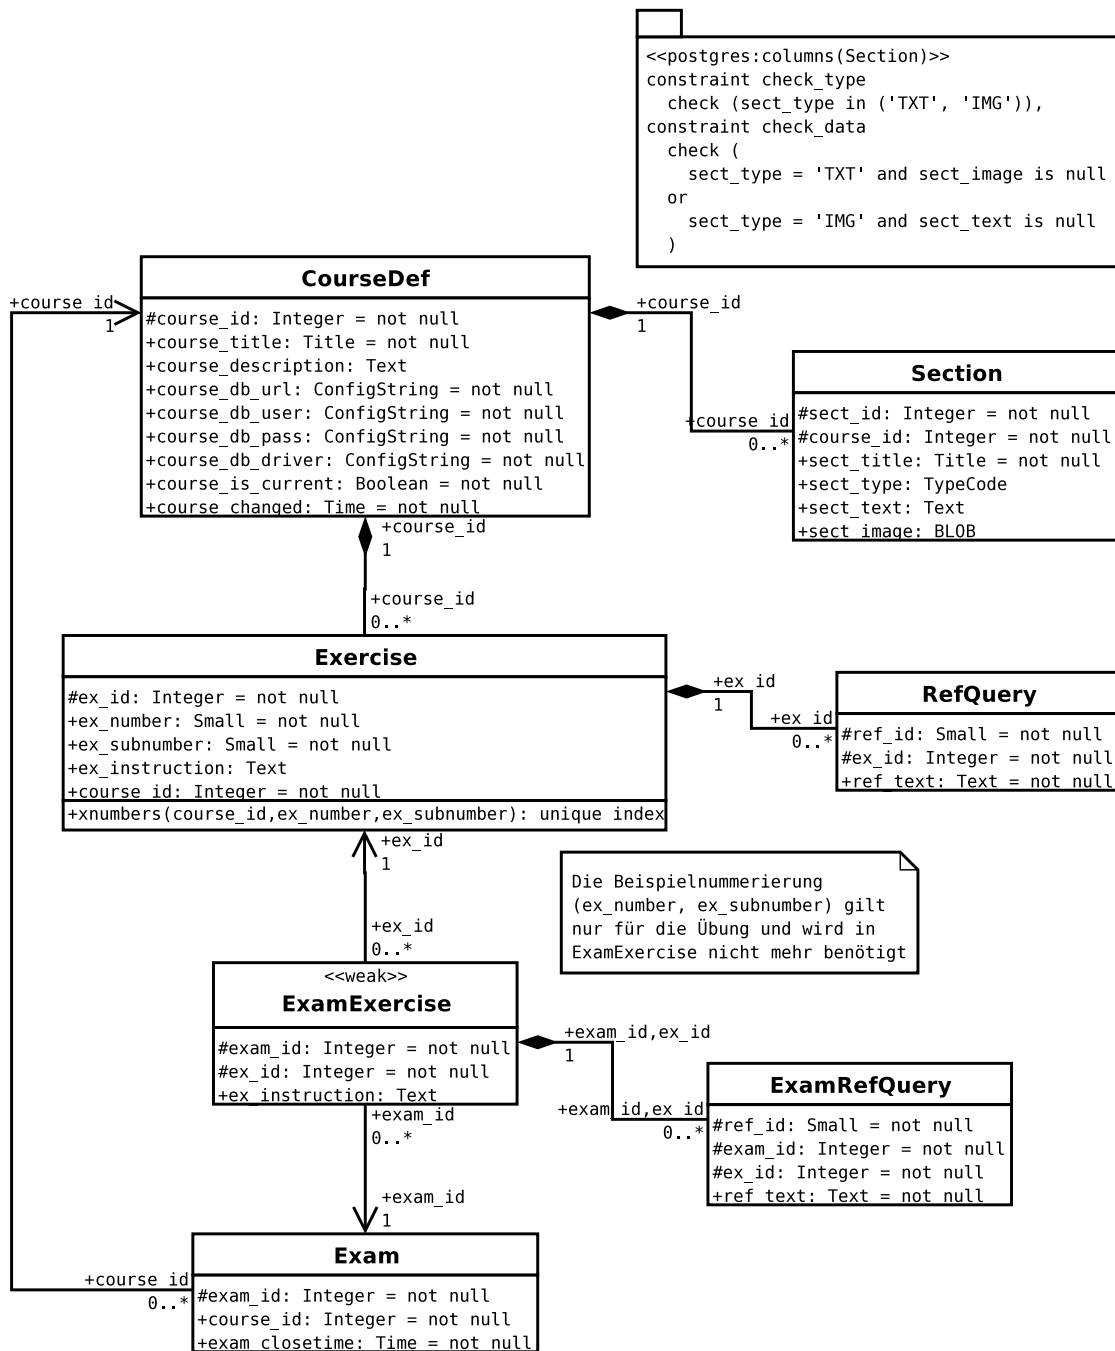 <<postgres:columns(Section)>>
constraint check_type
check (sect_type in ('TXT', 'IMG')),
constraint check_data
check (
sect_type = 'TXT' and sect_image is null
or
sect_type = 'IMG' and sect_text is null
)
CourseDef
#course_id: Integer = not null
+course_title: Title = not null
+course_description: Text
+course_db_url: ConfigString = not null
+course_db_user: ConfigString = not null
+course_db_pass: ConfigString = not null
+course_db_driver: ConfigString = not null
+course_is_current: Boolean = not null
+course_changed: Time = not null
+course_id
1
+course_id
1
+course_id
0..*
Section
#sect_id: Integer = not null
#course_id: Integer = not null
+sect_title: Title = not null
+sect_type: TypeCode
+sect_text: Text
+sect_image: BLOB
+course_id
1
+course_id
0..*
Exercise
#ex_id: Integer = not null
+ex_number: Small = not null
+ex_subnumber: Small = not null
+ex_instruction: Text
+course_id: Integer = not null
+xnumbers(course_id,ex_number,ex_subnumber): unique index
+ex_id
1
+ex_id
0..*
RefQuery
#ref_id: Small = not null
#ex_id: Integer = not null
+ref_text: Text = not null
+ex_id
1
+ex_id
0..*
Die Beispielnummerierung
(ex_number, ex_subnumber) gilt
nur für die Übung und wird in
ExamExercise nicht mehr benötigt
<<weak>>
ExamExercise
#exam_id: Integer = not null
#ex_id: Integer = not null
+ex_instruction: Text
+exam_id,ex_id
1
+exam_id,ex_id
0..*
ExamRefQuery
#ref_id: Small = not null
#exam_id: Integer = not null
#ex_id: Integer = not null
+ref_text: Text = not null
+exam_id
0..*
+exam_id
1
Exam
#exam_id: Integer = not null
+course_id: Integer = not null
+exam_closetime: Time = not null
+course_id
0..*